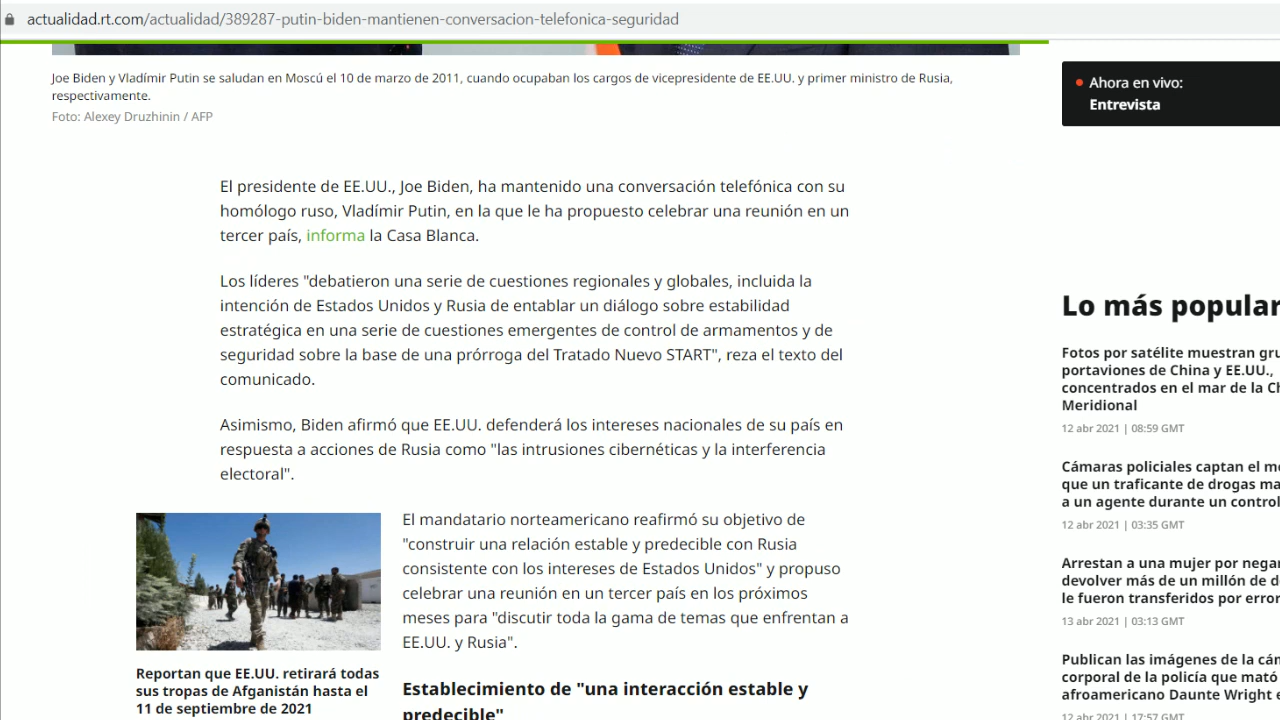 actualidad.rt.com/actualidad/389287-putin-biden-mantienen-conversacion-telefonica-seguridad
Joe Biden y Vladímir Putin se saludan en Moscú el 10 de marzo de 2011, cuando ocupaban los cargos de vicepresidente de EE.UU. y primer ministro de Rusia,
respectivamente.
Foto: Alexey Druzhinin / AFP
El presidente de EE.UU., Joe Biden, ha mantenido una conversación telefónica con su
homólogo ruso, Vladímir Putin, en la que le ha propuesto celebrar una reunión en un
tercer país, informa la Casa Blanca.
Los líderes "debatieron una serie de cuestiones regionales y globales, incluida la
intención de Estados Unidos y Rusia de entablar un diálogo sobre estabilidad
estratégica en una serie de cuestiones emergentes de control de armamentos y de
seguridad sobre la base de una prórroga del Tratado Nuevo START", reza el texto del
comunicado.
Asimismo, Biden afirmó que EE.UU. defenderá los intereses nacionales de su país en
respuesta a acciones de Rusia como "las intrusiones cibernéticas y la interferencia
electoral".
El mandatario norteamericano reafirmó su objetivo de
"construir una relación estable y predecible con Rusia
consistente con los intereses de Estados Unidos" y propuso
celebrar una reunión en un tercer país en los próximos
meses para "discutir toda la gama de temas que enfrentan a
EE.UU. y Rusia".
Reportan que EE.UU. retirará todas
sus tropas de Afganistán hasta el
11 de septiembre de 2021
Establecimiento de "una interacción estable y
predecible"
Ahora en vivo:
Entrevista
Lo más popular
Fotos por satélite muestran gru
portaviones de China y EE.UU.,
concentrados en el mar de la Ch
Meridional
12 abr 2021 | 08:59 GMT
Cámaras policiales captan el mo
que un traficante de drogas ma
a un agente durante un control
12 abr 2021 | 03:35 GMT
Arrestan a una mujer por negar
devolver más de un millón de d
le fueron transferidos por error
13 abr 2021 | 03:13 GMT
Publican las imágenes de la cám
corporal de la policía que mató
afroamericano Daunte Wright e
12 abr 2021 | 17:57 GMT